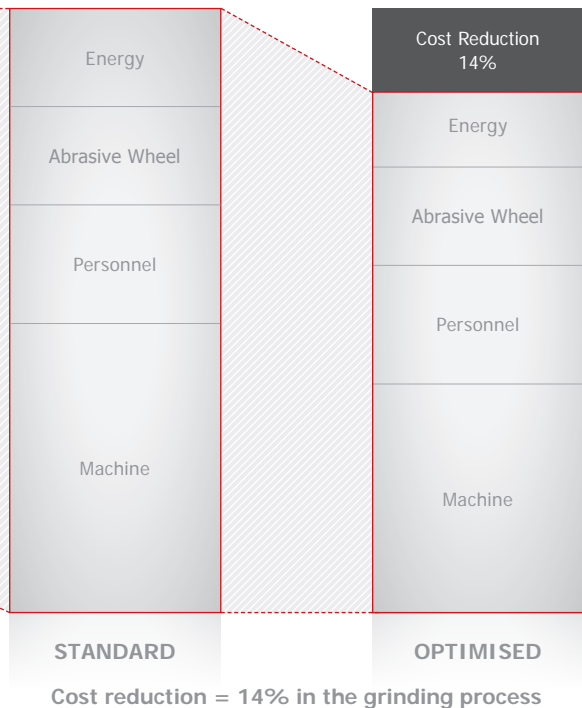 Energy
Abrasive Wheel
Personnel
Machine
STANDARD
Cost Reduction
14%
Energy
Abrasive Wheel
Personnel
Machine
OPTIMISED
Cost reduction = 14% in the grinding process